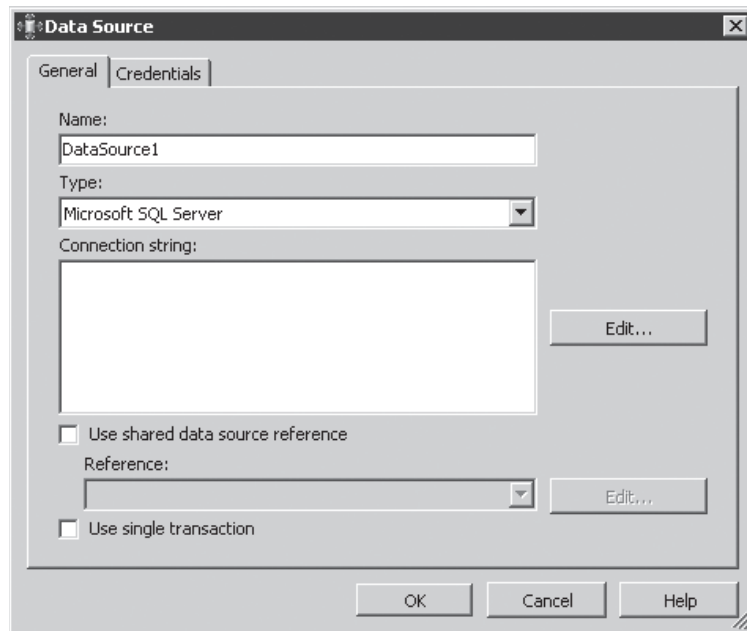 Data Source
General Credentials
Name:
DataSource1
Type:
Microsoft SQL Server
Connection string:
Edit...
Use shared data source reference
Reference:
Edit...
Use single transaction
OK Cancel Help